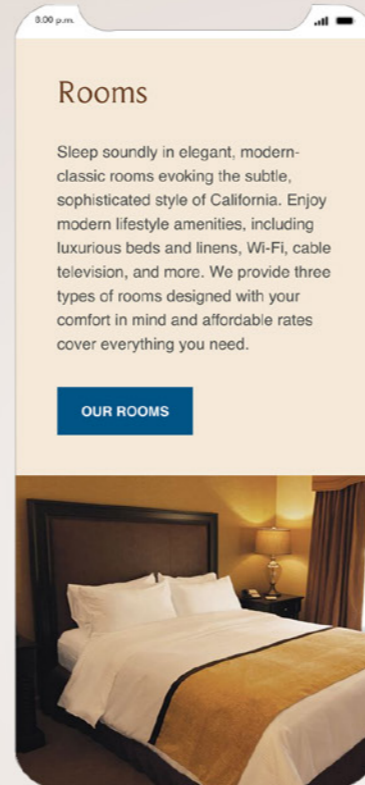 8:00 p.m.
Rooms
Sleep soundly in elegant, modern-
classic rooms evoking the subtle,
sophisticated style of California. Enjoy
modern lifestyle amenities, including
luxurious beds and linens, Wi-Fi, cable
television, and more. We provide three
types of rooms designed with your
comfort in mind and affordable rates
cover everything you need.
OUR ROOMS